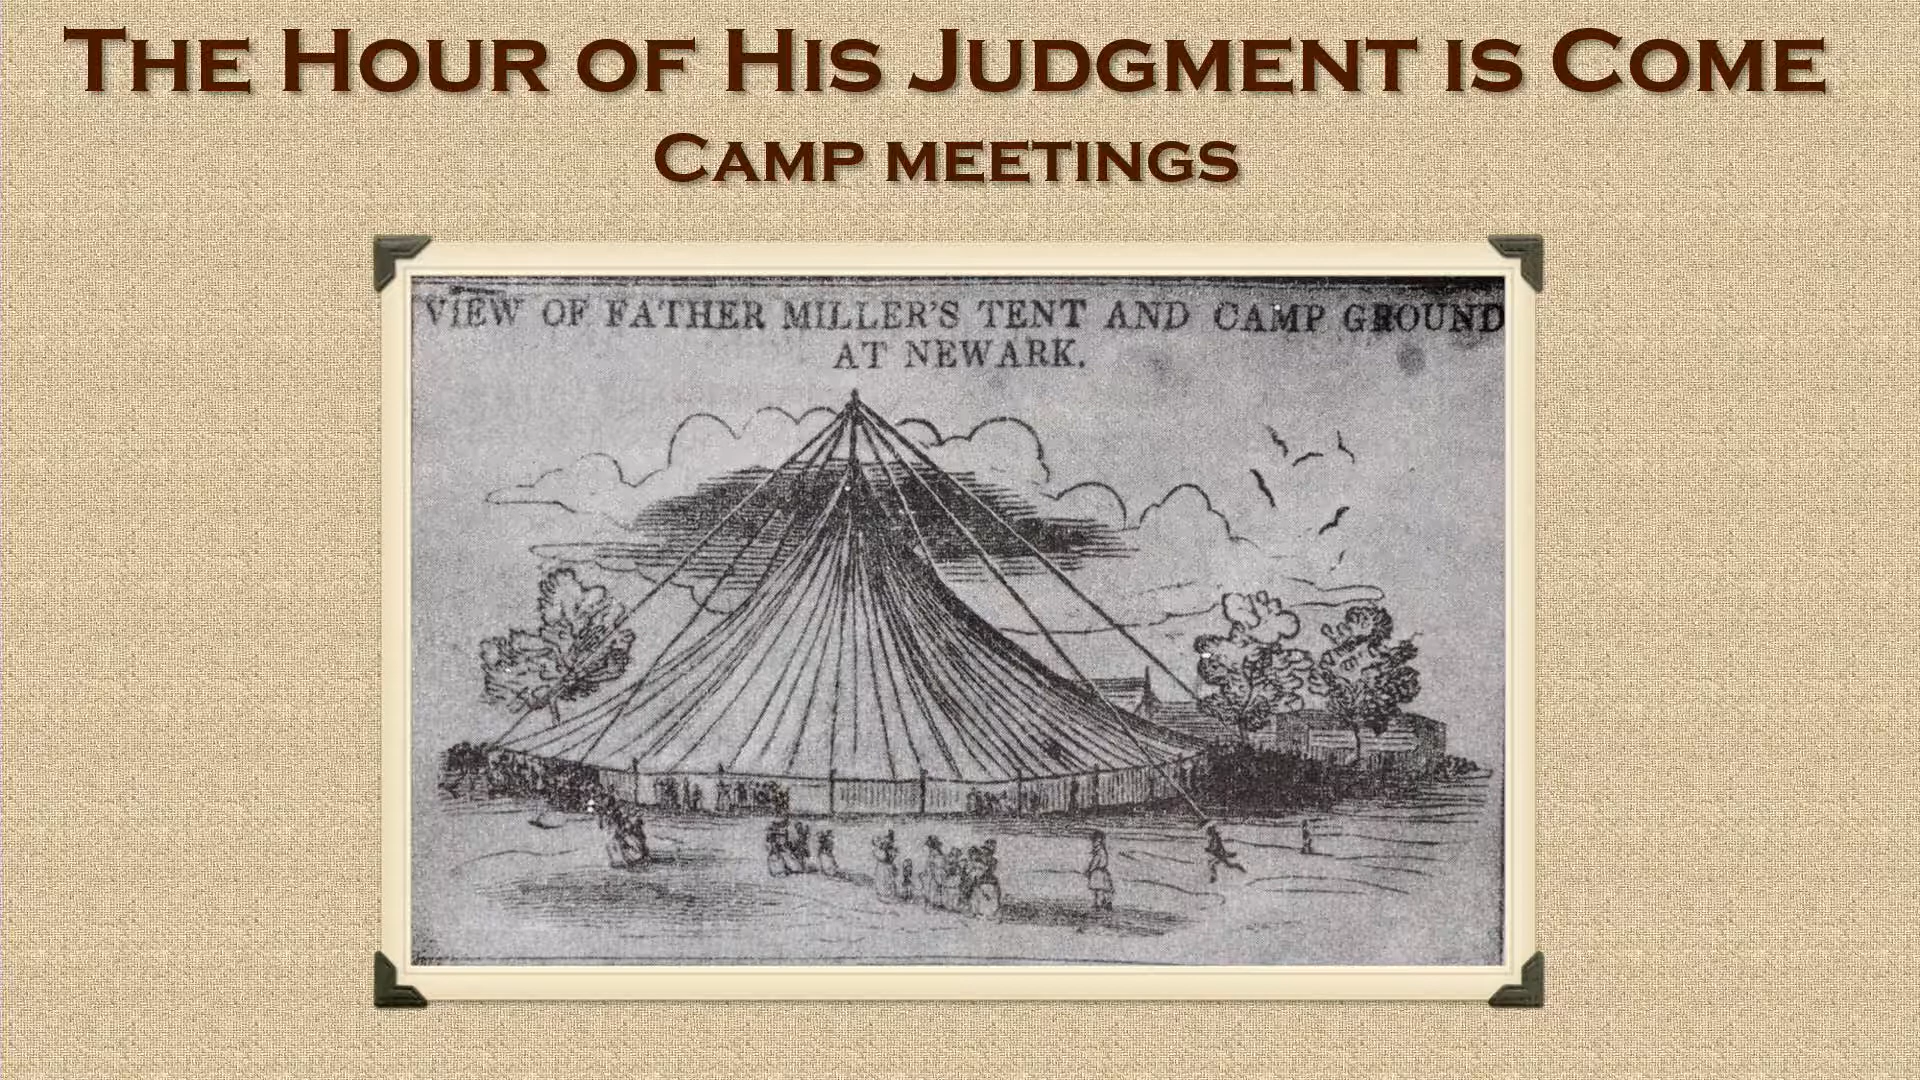 The Hour of His Judgment is Come
Camp meetings
VIEW OF FATHER MILLER'S TENT AND CAMP GROUND
AT NEWARK.